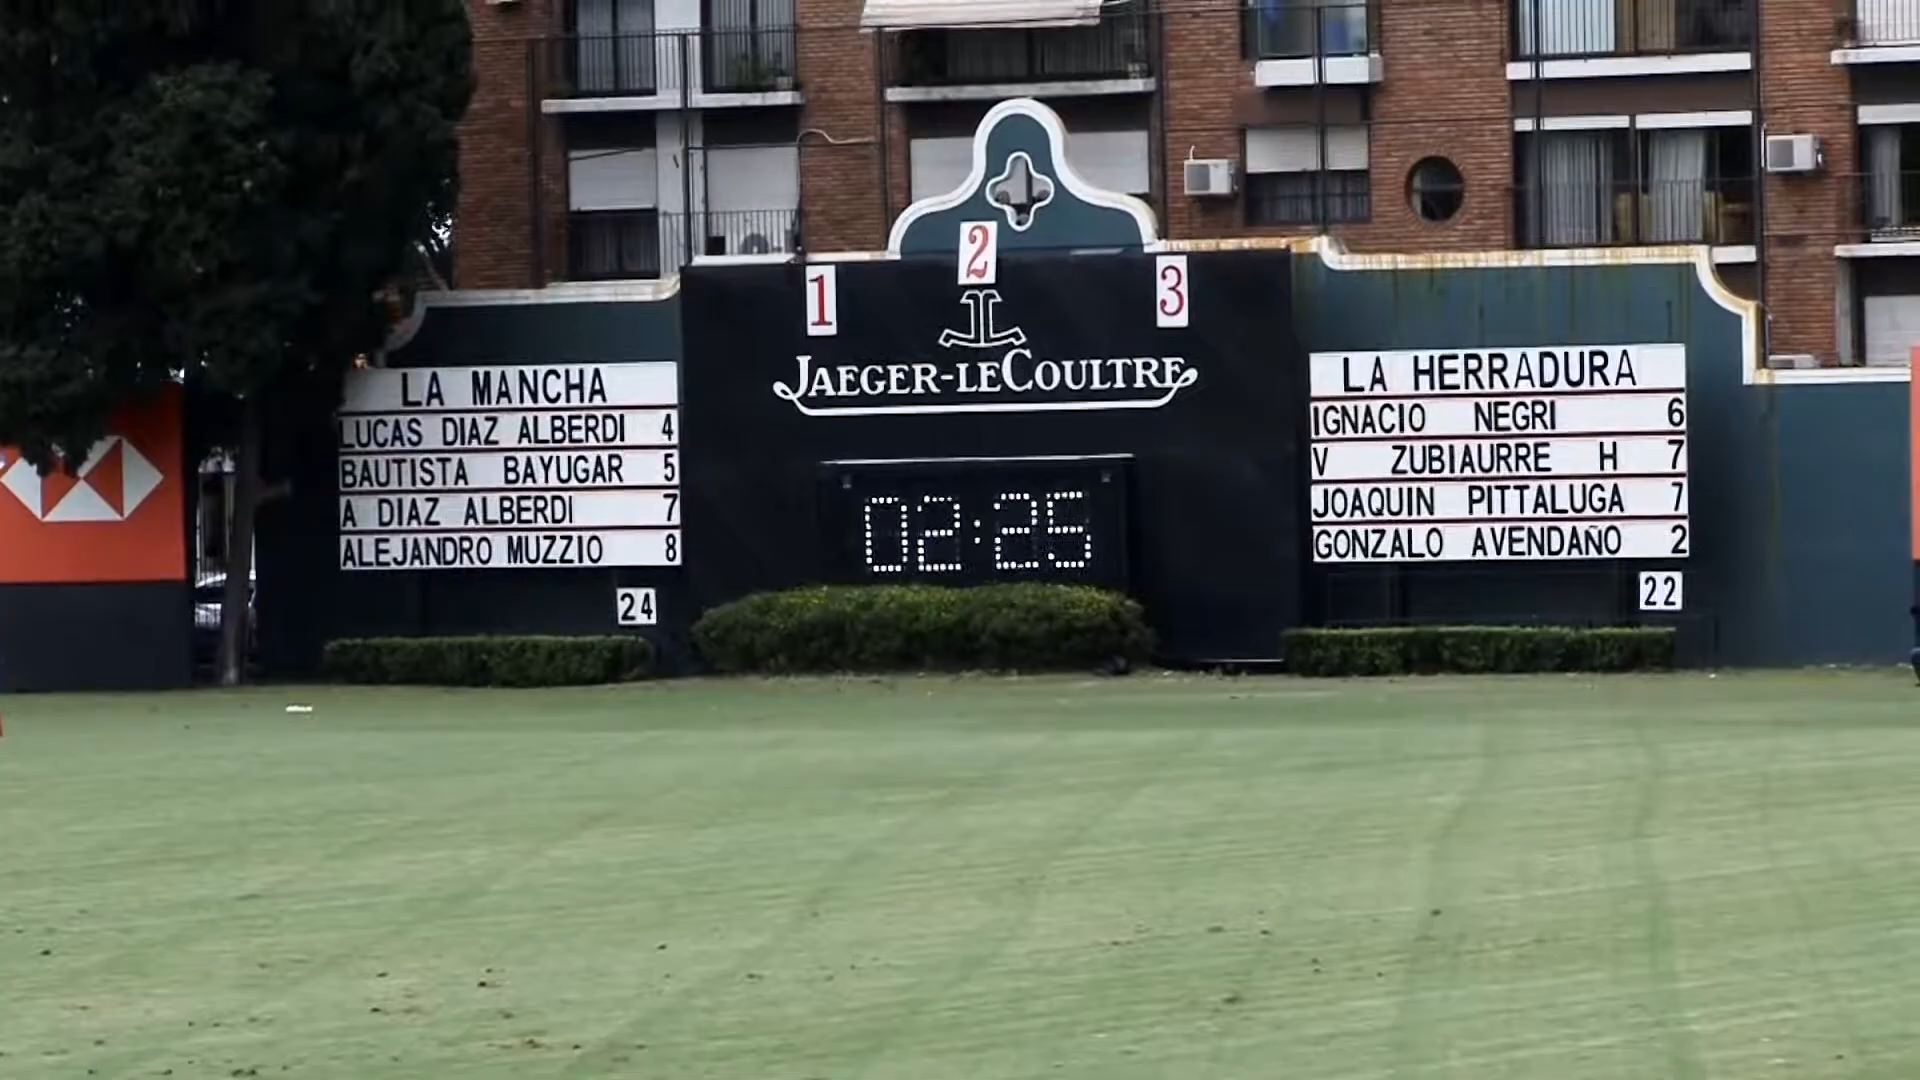 1
2
3
JAEGER-LECOULTRE
02:25
LA MANCHA
LUCAS DIAZ ALBERDI 4
BAUTISTA BAYUGAR 5
A DIAZ ALBERDI 7
ALEJANDRO MUZZIO 8
24
LA HERRADURA
IGNACIO NEGRI 6
V ZUBIAURRE H 7
JOAQUIN PITTALUGA 7
GONZALO AVENDAÑO 2
22